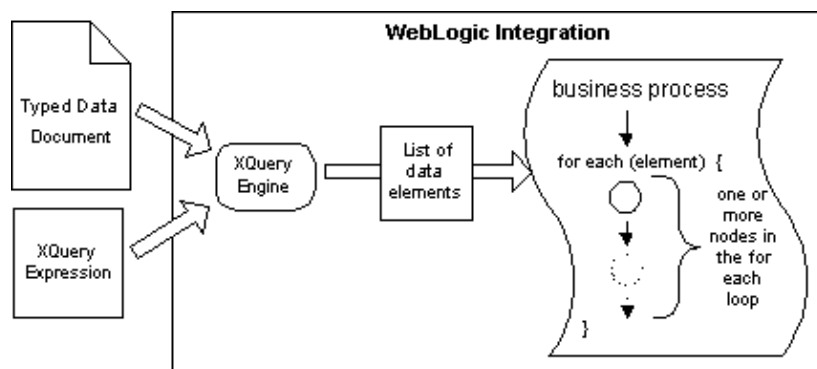 WebLogic Integration
Typed Data
Document
XQuery
Expression
XQuery
Engine
List of
data
elements
business process
for each (element) {
one or
more
nodes in
the for
each
loop
}